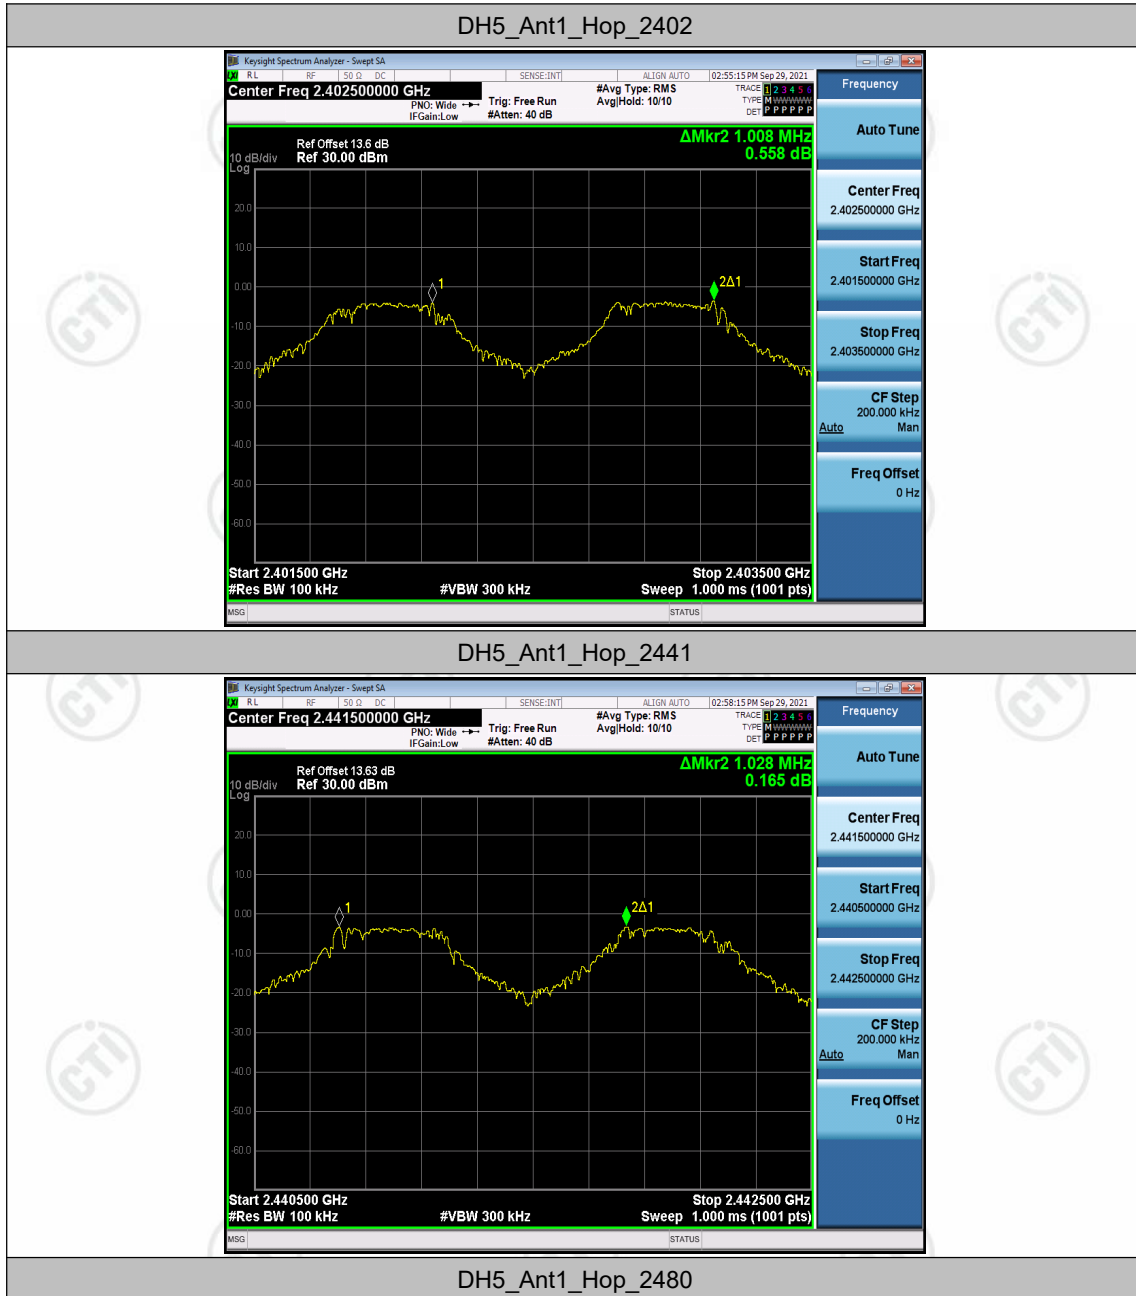 DH5_Ant1_Hop_2402
Keysight Spectrum Analyzer - Swept SA
LXI RL RF 50 Ω DC SENSE:INT ALIGN AUTO 02:55:15 PM Sep 29, 2021
Center Freq 2.402500000 GHz #Avg Type: RMS TRACE 1 2 3 4 5 6
PNO: Wide Trig: Free Run Avg|Hold: 10/10 TYPE M WWWWW
IFGain:Low #Atten: 40 dB DET P P P P P P
Frequency
Auto Tune
ΔMkr2 1.008 MHz
Ref Offset 13.6 dB
10 dB/div Ref 30.00 dBm 0.558 dB
Log
20.0
10.0
0.00
-10.0
-20.0
-30.0
-40.0
-50.0
-60.0
1
2Δ1
Center Freq
2.402500000 GHz
Start Freq
2.401500000 GHz
Stop Freq
2.403500000 GHz
CF Step
200.000 kHz
Auto Man
Freq Offset
0 Hz
Start 2.401500 GHz Stop 2.403500 GHz
#Res BW 100 kHz #VBW 300 kHz Sweep 1.000 ms (1001 pts)
MSG STATUS
DH5_Ant1_Hop_2441
Keysight Spectrum Analyzer - Swept SA
LXI RL RF 50 Ω DC SENSE:INT ALIGN AUTO 02:58:15 PM Sep 29, 2021
Center Freq 2.441500000 GHz #Avg Type: RMS TRACE 1 2 3 4 5 6
PNO: Wide Trig: Free Run Avg|Hold: 10/10 TYPE M WWWWW
IFGain:Low #Atten: 40 dB DET P P P P P P
Frequency
Auto Tune
ΔMkr2 1.028 MHz
Ref Offset 13.63 dB
10 dB/div Ref 30.00 dBm 0.165 dB
Log
20.0
10.0
0.00
-10.0
-20.0
-30.0
-40.0
-50.0
-60.0
1
2Δ1
Center Freq
2.441500000 GHz
Start Freq
2.440500000 GHz
Stop Freq
2.442500000 GHz
CF Step
200.000 kHz
Auto Man
Freq Offset
0 Hz
Start 2.440500 GHz Stop 2.442500 GHz
#Res BW 100 kHz #VBW 300 kHz Sweep 1.000 ms (1001 pts)
MSG STATUS
DH5_Ant1_Hop_2480
CTI
CTI
CTI
CTI
CTI
CTI